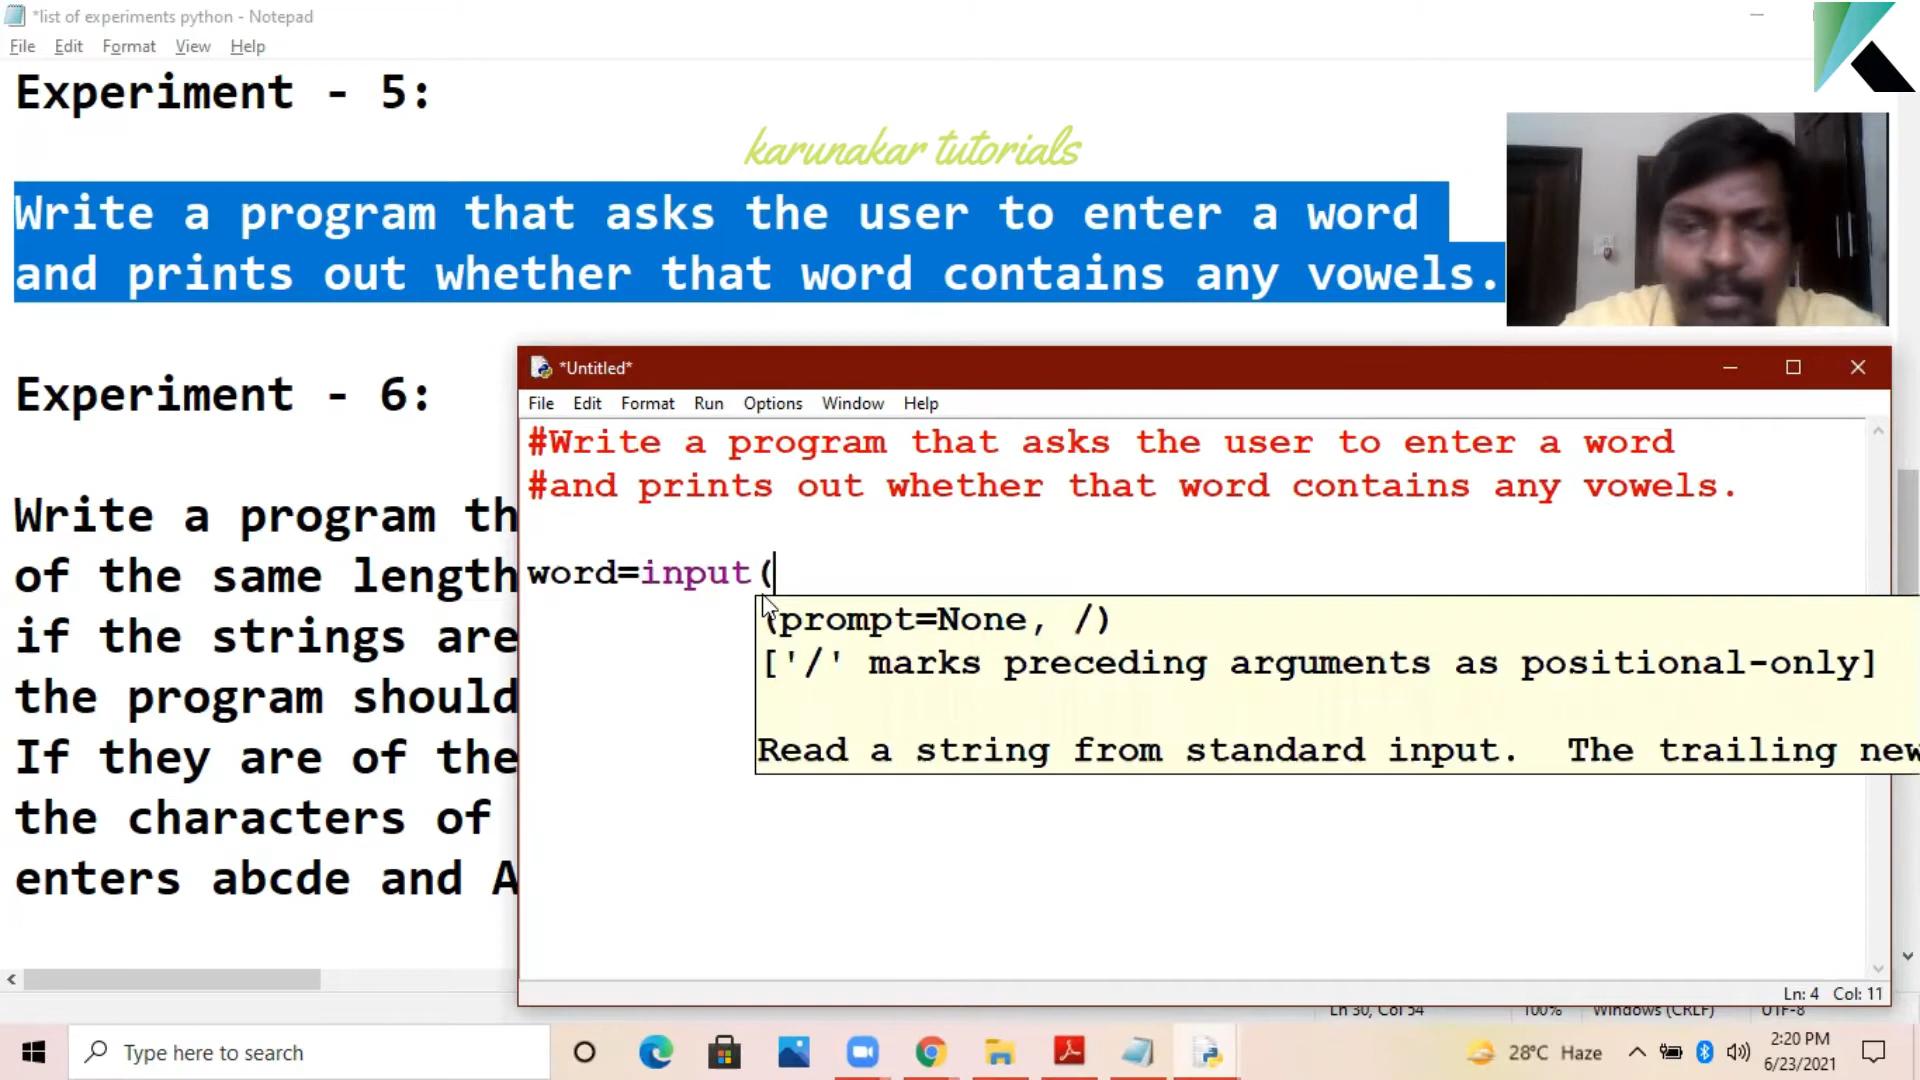 *list of experiments python - Notepad
File Edit Format View Help
Experiment - 5:
karunakar tutorials
Write a program that asks the user to enter a word
and prints out whether that word contains any vowels.
Experiment - 6:
Write a program th
of the same length
if the strings are
the program should
If they are of the
the characters of
enters abcde and A
*Untitled*
File Edit Format Run Options Window Help
#Write a program that asks the user to enter a word
#and prints out whether that word contains any vowels.
word=input(
(prompt=None, /)
['/' marks preceding arguments as positional-only]
Read a string from standard input. The trailing new
Ln: 4 Col: 11
Ln 30, Col 54 100% Windows (CRLF) UTF-8
Type here to search
28°C Haze
2:20 PM
6/23/2021